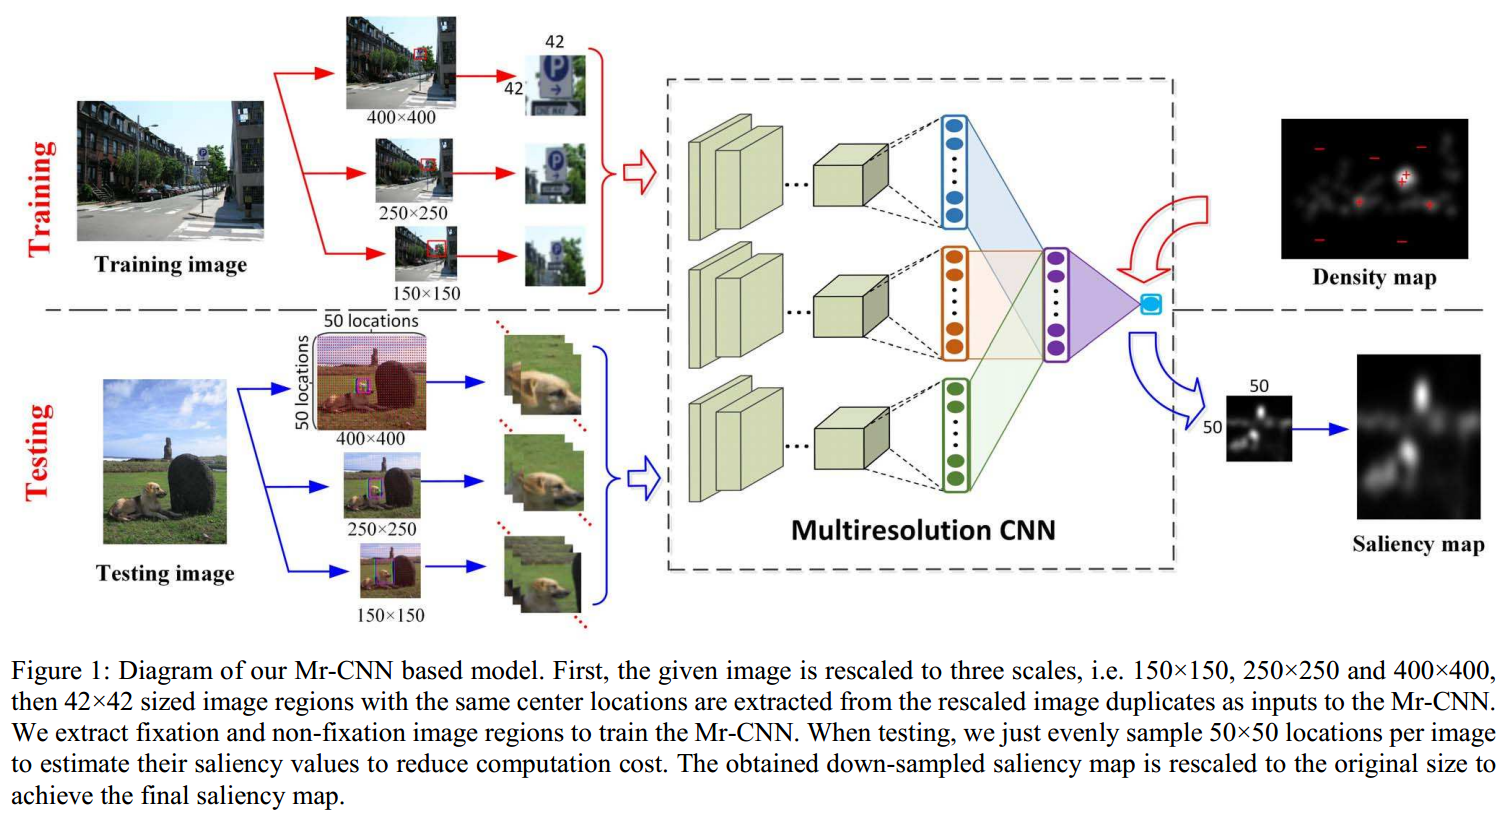 Training
Training image
400×400
250×250
150×150
42
42
P
Multiresolution CNN
Density map
Testing
Testing image
50 locations
50 locations
400×400
250×250
150×150
50
50
Saliency map
Figure 1: Diagram of our Mr-CNN based model. First, the given image is rescaled to three scales, i.e. 150×150, 250×250 and 400×400,
then 42×42 sized image regions with the same center locations are extracted from the rescaled image duplicates as inputs to the Mr-CNN.
We extract fixation and non-fixation image regions to train the Mr-CNN. When testing, we just evenly sample 50×50 locations per image
to estimate their saliency values to reduce computation cost. The obtained down-sampled saliency map is rescaled to the original size to
achieve the final saliency map.